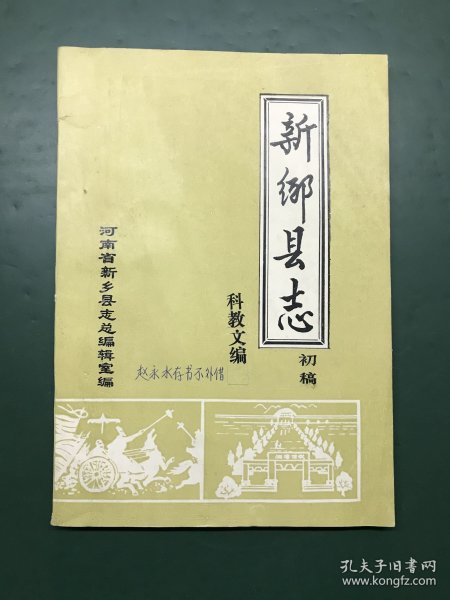 新鄉县志
初稿
科教文编
河南省新乡县志总编辑室编
赵永水存书不外借
孔夫子旧书网
www.kongfz.com